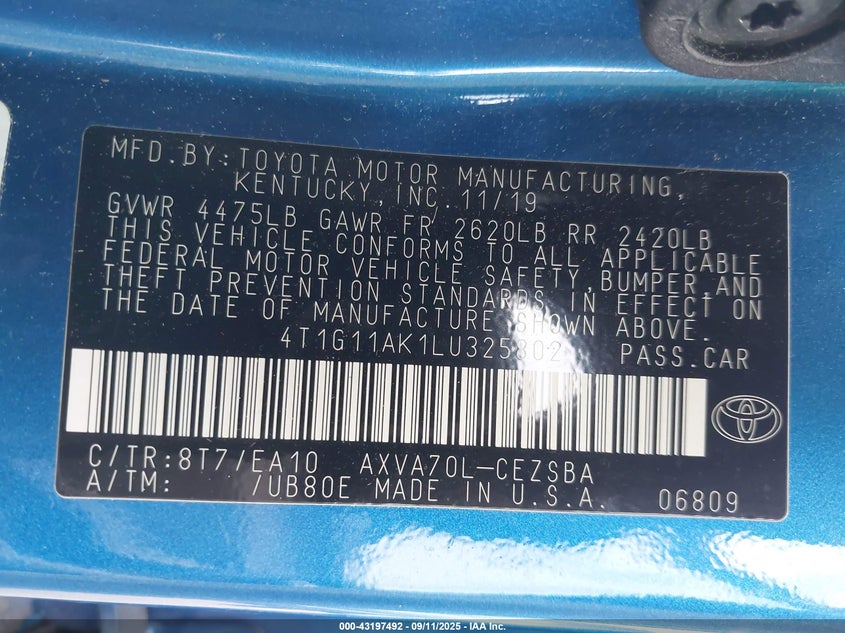 MFD.BY:TOYOTA MOTOR MANUFACTURING,
KENTUCKY,INC. 11/19
GVWR 4475LB GAWR FR 2620LB RR 2420LB
THIS VEHICLE CONFORMS TO ALL APPLICABLE
FEDERAL MOTOR VEHICLE SAFETY,BUMPER,AND
THEFT PREVENTION STANDARDS IN EFFECT ON
THE DATE OF MANUFACTURE SHOWN ABOVE.
4T1G11AK1LU325802 PASS.CAR
C/TR:8T7/EA10 AXVA70L-CEZSBA
A/TM: /UB80E MADE IN U.S.A. 06809
000-43197492 - 09/11/2025 - IAA Inc.